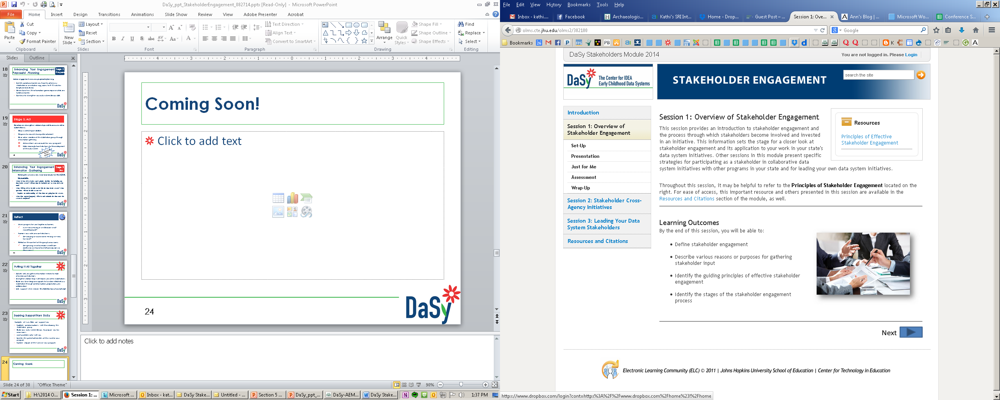 DaSy_ppt_StakeholderEngagement_082714.pptx [Read-Only] - Microsoft PowerPoint
File Home Insert Design Transitions Animations Slide Show Review View Adobe Presenter Acrobat
Paste
Cut
Copy
Format Painter
Clipboard
New Slide
Layout
Reset
Section
Slides
Font
Text Direction
Align Text
Convert to SmartArt
Paragraph
Arrange
Quick Styles
Shape Fill
Shape Outline
Shape Effects
Drawing
Find
Replace
Select
Editing
Slides Outline
18
Enhancing Your Engagement
Purposeful Planning
Stage 2
Prepare
DaSy
19
Stage 3: Act
DaSy
20
Enhancing Your Engagement
Information Gathering
Stage 3
Act
DaSy
21
Reflect
DaSy
22
Putting It All Together
DaSy
23
Seeking Support from DaSy
DaSy
24
Coming Soon!
Coming Soon!
Click to add text
24
DaSy
Click to add notes
Slide 24 of 30 "Office Theme" 90%
Start H:\2014 O... Session 1: ... Microsoft ... Inbox - kat... DaSy Stake... Untitled - ... Section 5 ... DaSy_ppt_... DaSy-AEM... DaSy Stake... 1:37 PM
File Edit View History Bookmarks Tools Help
Inbox - kathi.... Facebook Archaeologis... Kathi's SRI Int... Home - Drop... Guest Post – ... Session 1: Ove... Ann's Blog | ... Microsoft Wo... Conference S...
olms.cte.jhu.edu/olms2/382180
Google
Bookmarks
DaSy Stakeholders Module 2014
You are not logged in. Please Login
DaSy The Center for IDEA
Early Childhood Data Systems
STAKEHOLDER ENGAGEMENT
search the site
Introduction
Session 1: Overview of
Stakeholder Engagement
Set-Up
Presentation
Just for Me
Assessment
Wrap-Up
Session 2: Stakeholder Cross-
Agency Initiatives
Session 3: Leading Your Data
System Stakeholders
Resources and Citations
Session 1: Overview of Stakeholder Engagement
This session provides an introduction to stakeholder engagement and
the process through which stakeholders become involved and invested
in an initiative. This information sets the stage for a closer look at
stakeholder engagement and its application to your work in your state's
data system initiatives. Other sessions in this module present specific
strategies for participating as a stakeholder in collaborative data
system initiatives with other programs in your state and for leading your own data system initiatives.
Resources
Principles of Effective
Stakeholder Engagement
Throughout this session, it may be helpful to refer to the Principles of Stakeholder Engagement located on the
right. For ease of access, this important resource and others presented in this session are available in the
Resources and Citations section of the module, as well.
Learning Outcomes
By the end of this session, you will be able to:
• Define stakeholder engagement
• Describe various reasons or purposes for gathering
stakeholder input
• Identify the guiding principles of effective stakeholder
engagement
• Identify the stages of the stakeholder engagement
process
Next
Electronic Learning Community (ELC) © 2011 | Johns Hopkins University School of Education | Center for Technology in Education
https://www.dropbox.com/login?cont=https%3A%2F%2Fwww.dropbox.com%2Fhome%23!%2Fhome